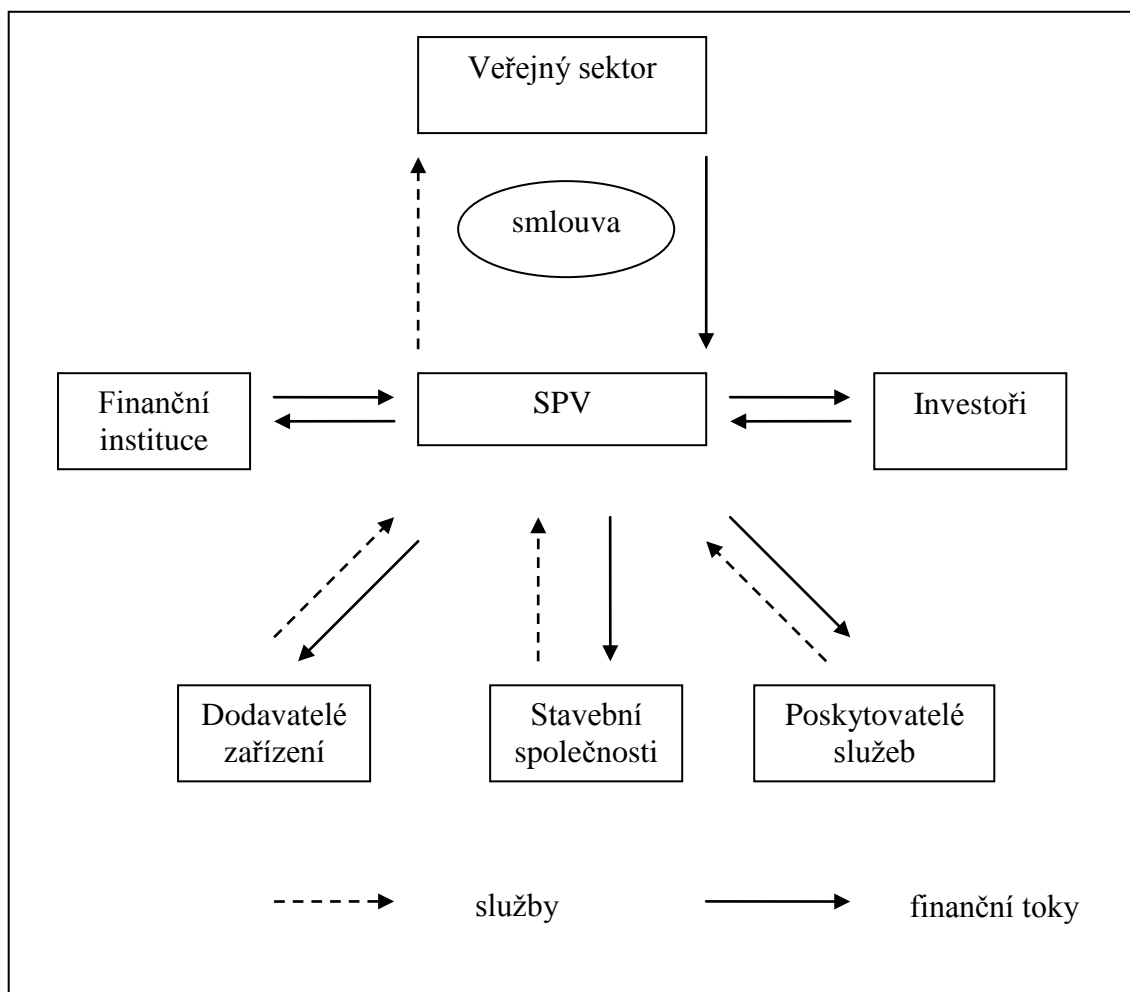 Veřejný sektor
smlouva
Finanční
instituce
SPV
Investoři
Dodavatelé
zařízení
Stavební
společnosti
Poskytovatelé
služeb
služby
finanční toky